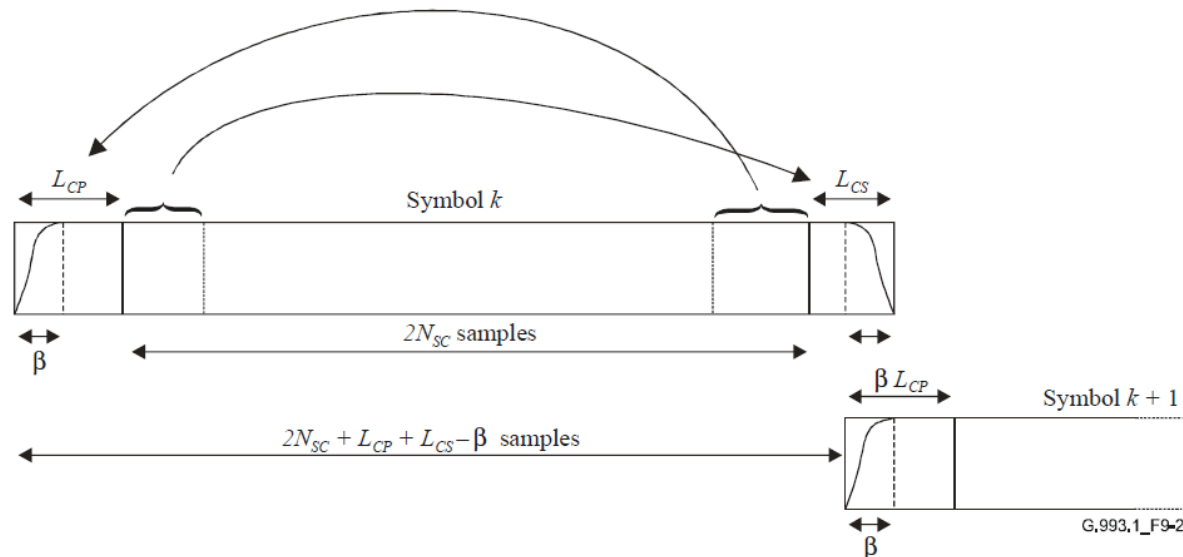 L_CP
Symbol k
L_CS
2N_SC samples
β
β L_CP
Symbol k + 1
2N_SC + L_CP + L_CS – β samples
β
G.993.1_F9-2